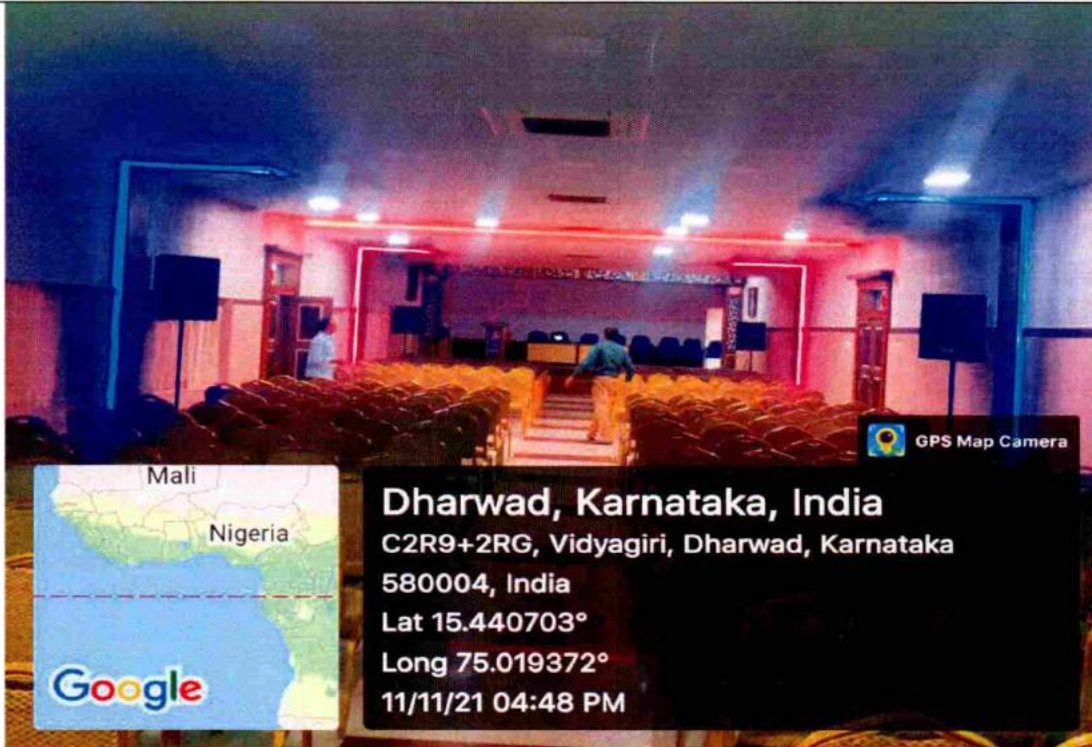 GPS Map Camera
Mali
Nigeria
Google
Dharwad, Karnataka, India
C2R9+2RG, Vidyagiri, Dharwad, Karnataka
580004, India
Lat 15.440703°
Long 75.019372°
11/11/21 04:48 PM